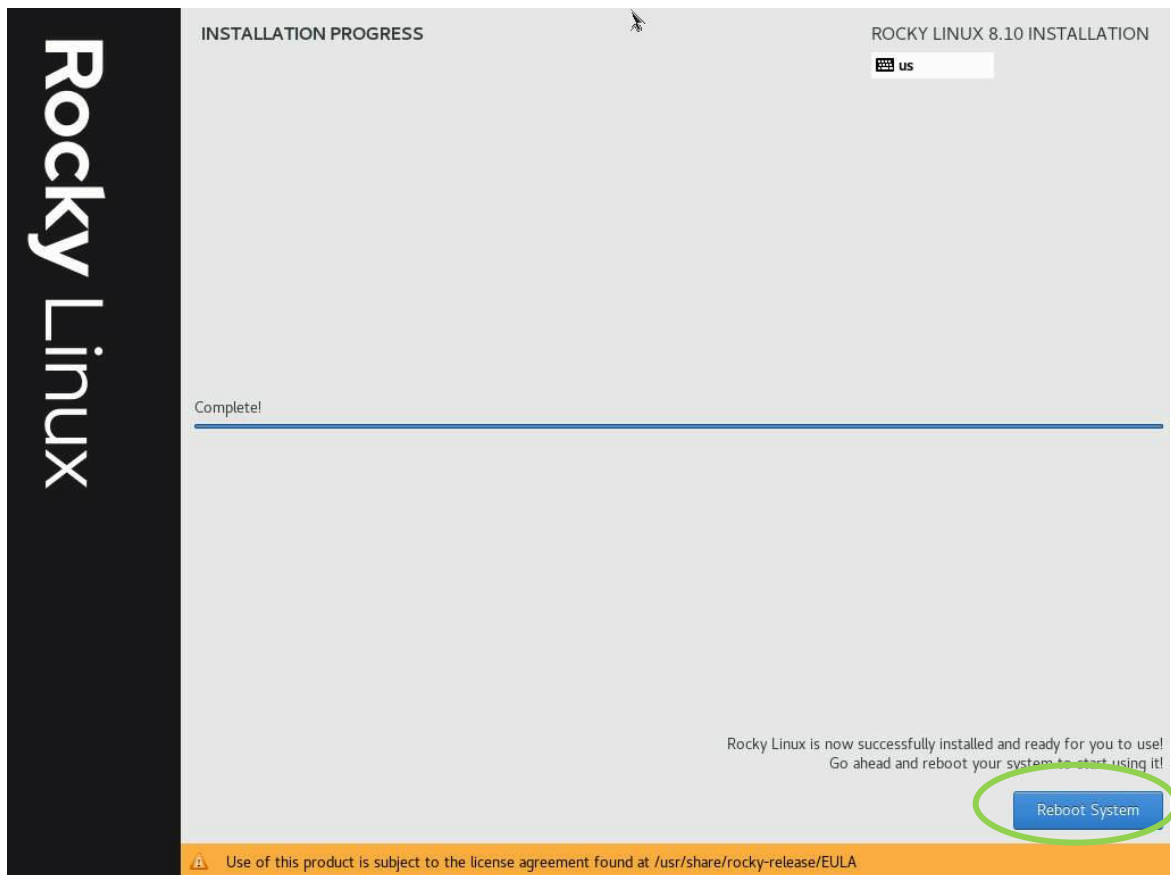 Rocky Linux
INSTALLATION PROGRESS
ROCKY LINUX 8.10 INSTALLATION
us
Complete!
Rocky Linux is now successfully installed and ready for you to use!
Go ahead and reboot your system to start using it!
Reboot System
Use of this product is subject to the license agreement found at /usr/share/rocky-release/EULA